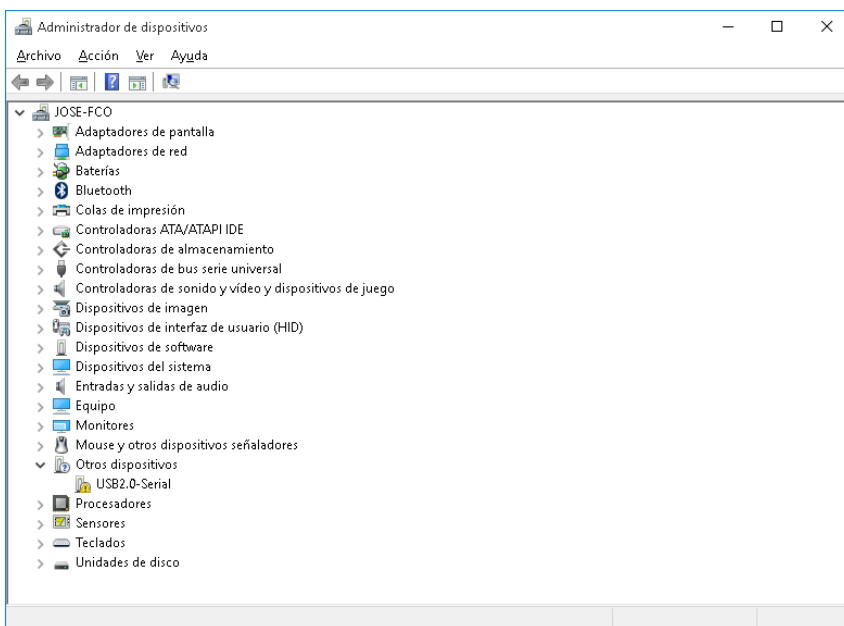 Administrador de dispositivos
Archivo Acción Ver Ayuda
JOSE-FCO
Adaptadores de pantalla
Adaptadores de red
Baterías
Bluetooth
Colas de impresión
Controladoras ATA/ATAPI IDE
Controladoras de almacenamiento
Controladoras de bus serie universal
Controladoras de sonido y vídeo y dispositivos de juego
Dispositivos de imagen
Dispositivos de interfaz de usuario (HID)
Dispositivos de software
Dispositivos del sistema
Entradas y salidas de audio
Equipo
Monitores
Mouse y otros dispositivos señaladores
Otros dispositivos
USB2.0-Serial
Procesadores
Sensores
Teclados
Unidades de disco